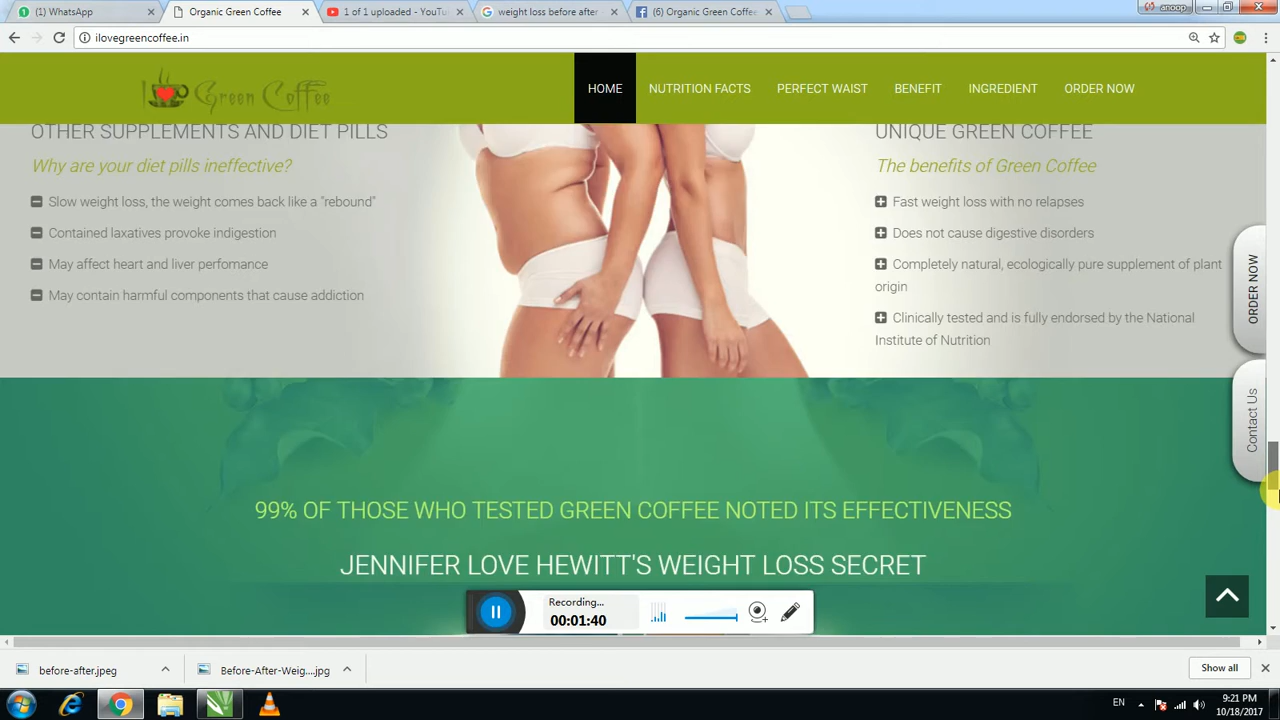 (1) WhatsApp
Organic Green Coffee
1 of 1 uploaded - YouTu
weight loss before after
(6) Organic Green Coffee
anoop
ilovegreencoffee.in
I Green Coffee
HOME
NUTRITION FACTS
PERFECT WAIST
BENEFIT
INGREDIENT
ORDER NOW
OTHER SUPPLEMENTS AND DIET PILLS
Why are your diet pills ineffective?
Slow weight loss, the weight comes back like a "rebound"
Contained laxatives provoke indigestion
May affect heart and liver perfomance
May contain harmful components that cause addiction
UNIQUE GREEN COFFEE
The benefits of Green Coffee
Fast weight loss with no relapses
Does not cause digestive disorders
Completely natural, ecologically pure supplement of plant
origin
Clinically tested and is fully endorsed by the National
Institute of Nutrition
ORDER NOW
Contact Us
99% OF THOSE WHO TESTED GREEN COFFEE NOTED ITS EFFECTIVENESS
JENNIFER LOVE HEWITT'S WEIGHT LOSS SECRET
Recording...
00:01:40
before-after.jpeg
Before-After-Weig....jpg
Show all
EN
9:21 PM
10/18/2017